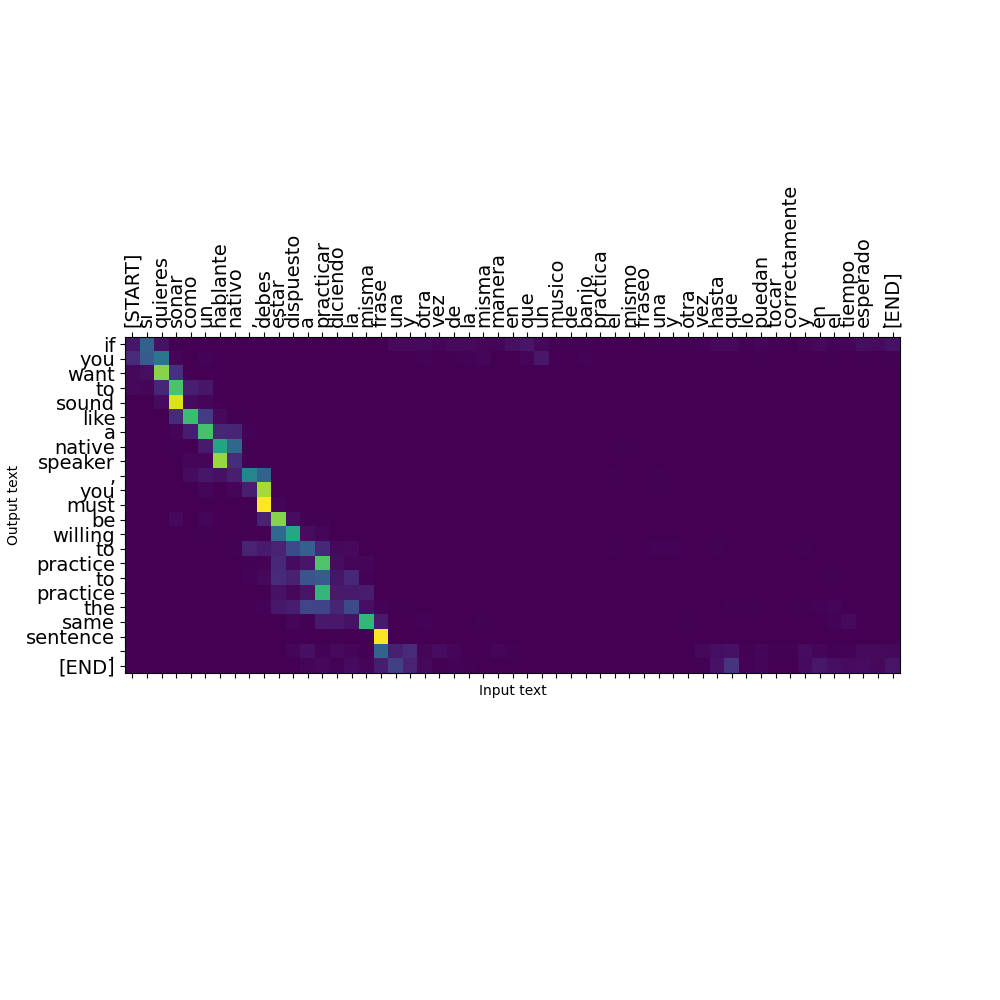 [START] si quieres sonar como un hablante nativo , debes estar dispuesto a practicar diciendo la misma frase una y otra vez de la misma manera en que un musico de banjo practica el mismo fraseo una y otra vez hasta que lo puedan tocar correctamente y en el tiempo esperado . [END]
if
you
want
to
sound
like
a
native
speaker
,
you
must
be
willing
to
practice
to
practice
the
same
sentence
.
[END]
Output text
Input text